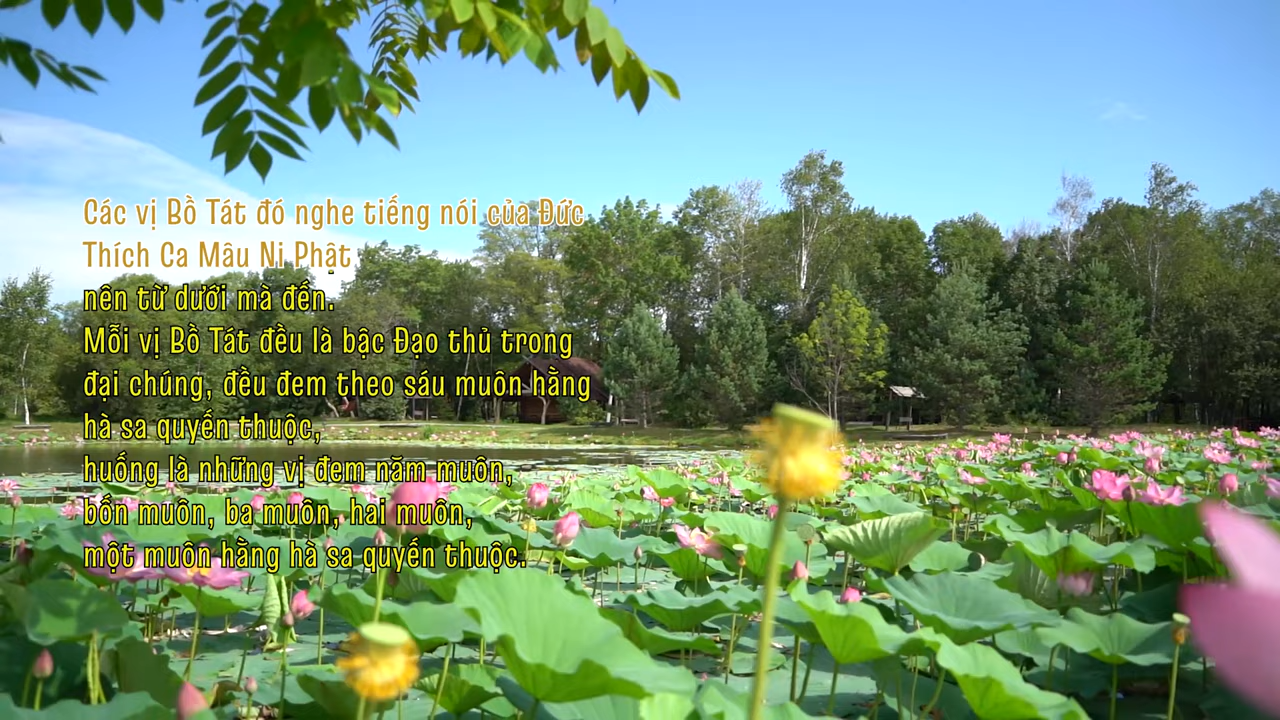 Các vị Bồ Tát đó nghe tiếng nói của Đức
Thích Ca Mâu Ni Phật
nên từ dưới mà đến.
Mỗi vị Bồ Tát đều là bậc Đạo thủ trong
đại chúng, đều đem theo sáu muôn hằng
hà sa quyến thuộc,
huống là những vị đem năm muôn,
bốn muôn, ba muôn, hai muôn,
một muôn hằng hà sa quyến thuộc.